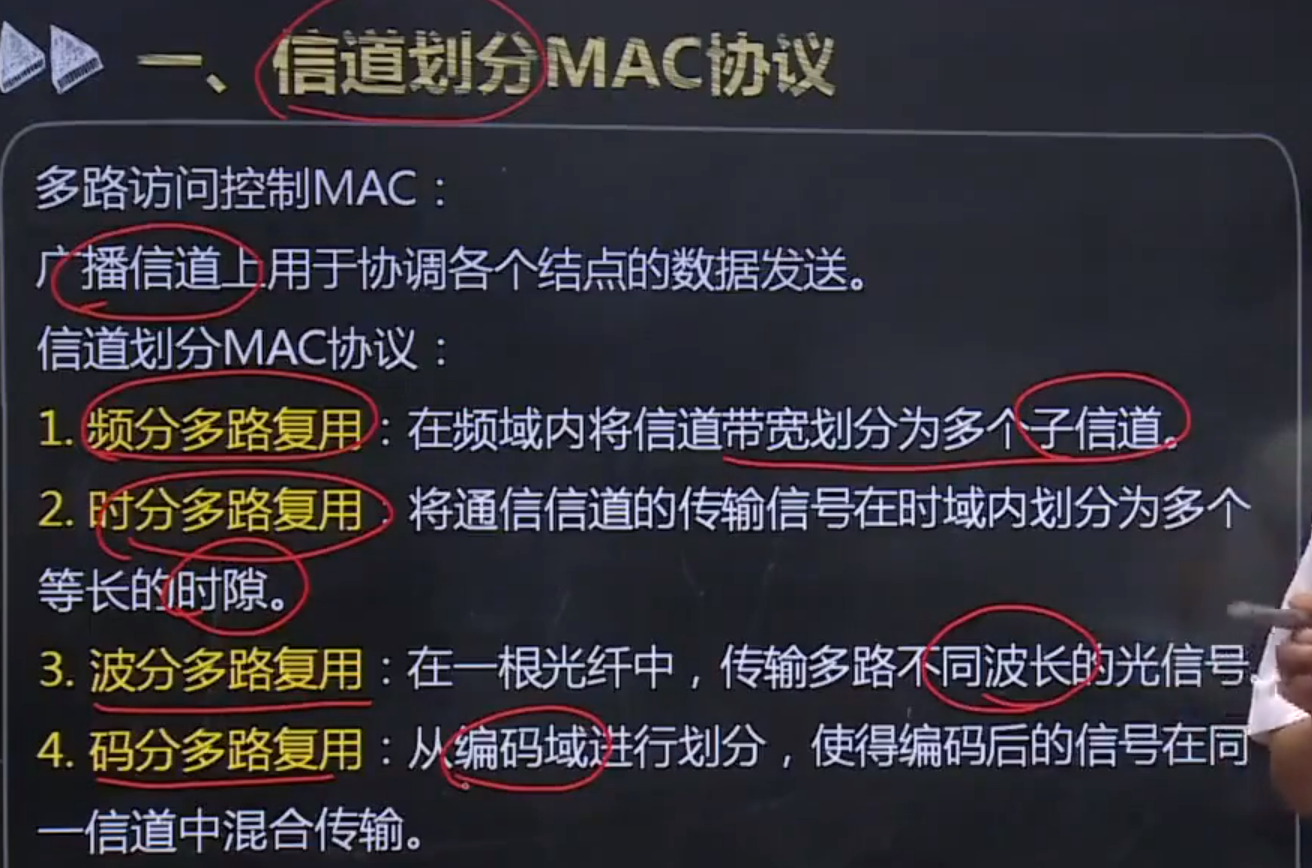 一、信道划分MAC协议
多路访问控制MAC：
广播信道上用于协调各个结点的数据发送。
信道划分MAC协议：
1. 频分多路复用：在频域内将信道带宽划分为多个子信道。
2. 时分多路复用：将通信信道的传输信号在时域内划分为多个
等长的时隙。
3. 波分多路复用：在一根光纤中，传输多路不同波长的光信号。
4. 码分多路复用：从编码域进行划分，使得编码后的信号在同
一信道中混合传输。